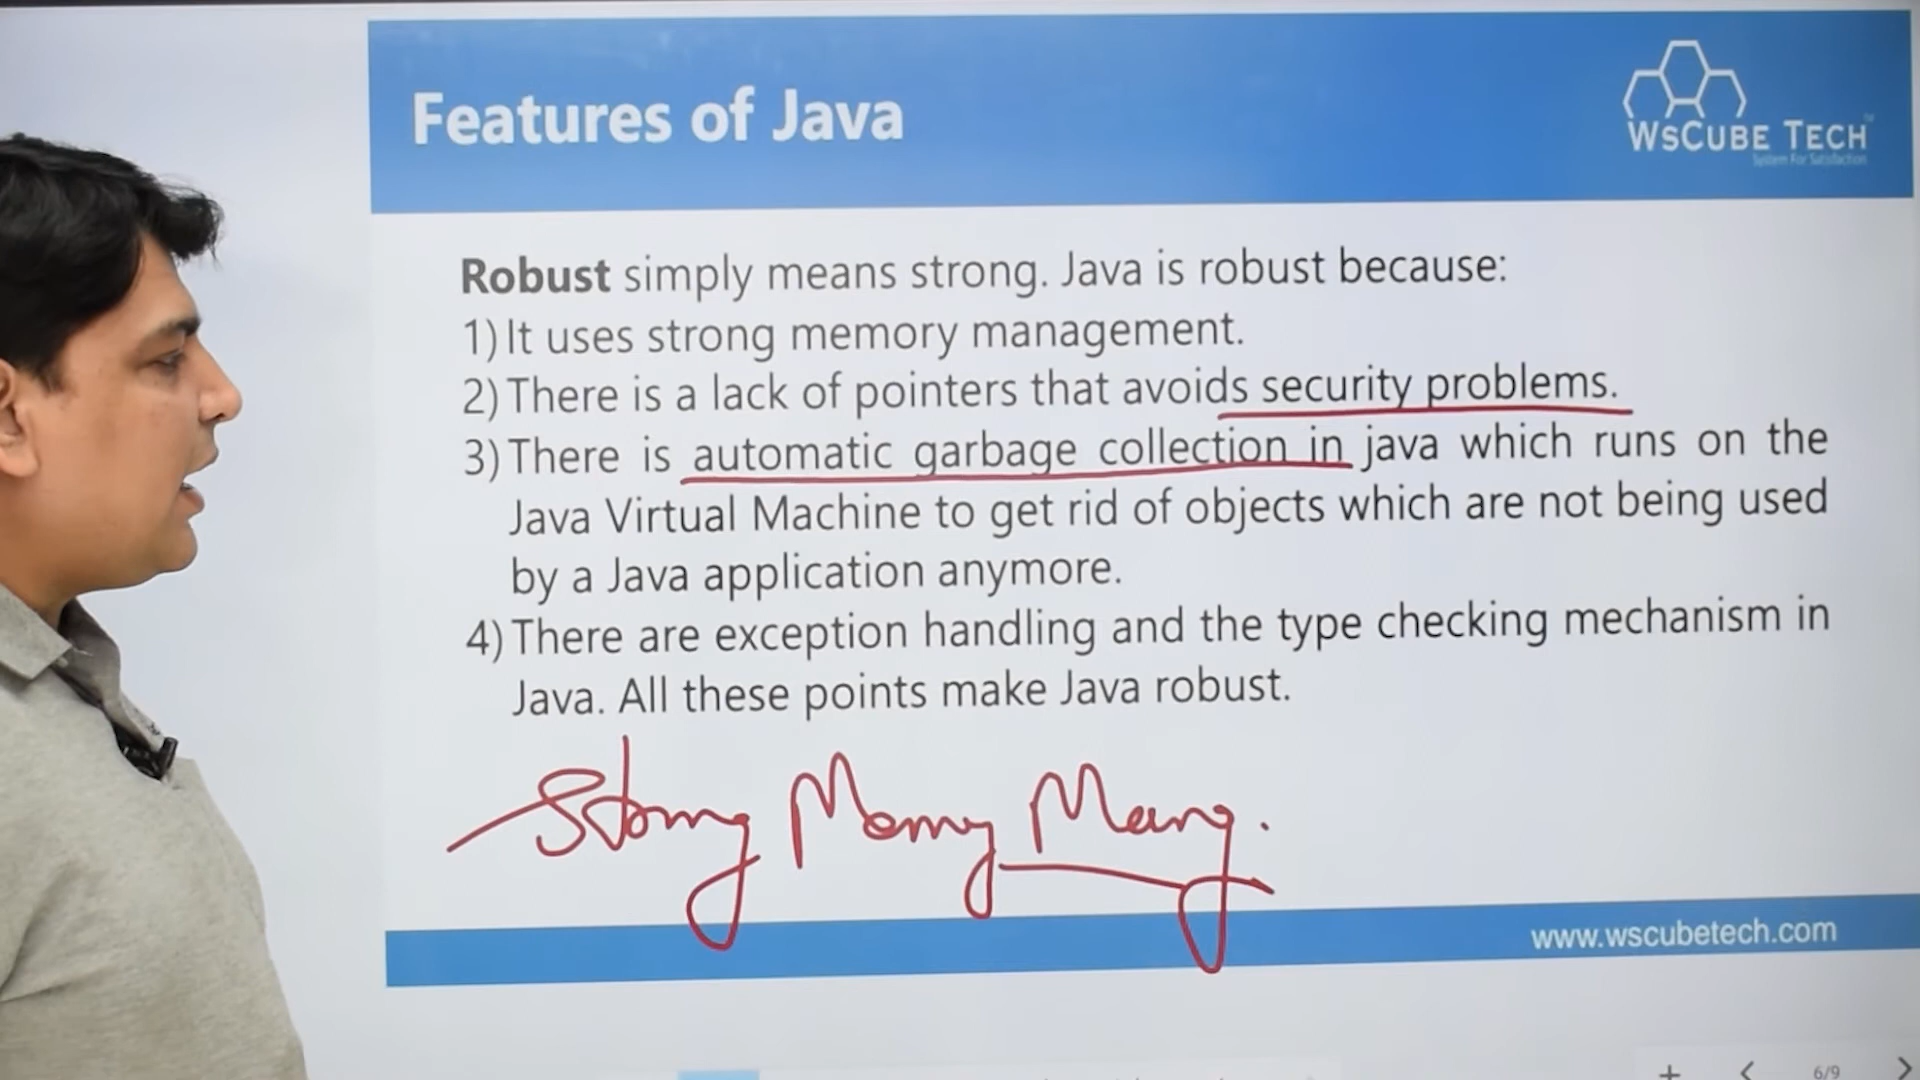 Features of Java
WSCUBE TECH
System For Satisfaction
Robust simply means strong. Java is robust because:
1) It uses strong memory management.
2) There is a lack of pointers that avoids security problems.
3) There is automatic garbage collection in java which runs on the
Java Virtual Machine to get rid of objects which are not being used
by a Java application anymore.
4) There are exception handling and the type checking mechanism in
Java. All these points make Java robust.
Strong Memory Mang.
www.wscubetech.com
6/9